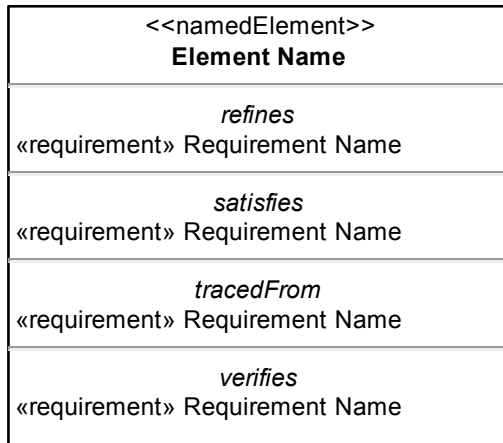 <<namedElement>>
Element Name
refines
«requirement» Requirement Name
satisfies
«requirement» Requirement Name
tracedFrom
«requirement» Requirement Name
verifies
«requirement» Requirement Name